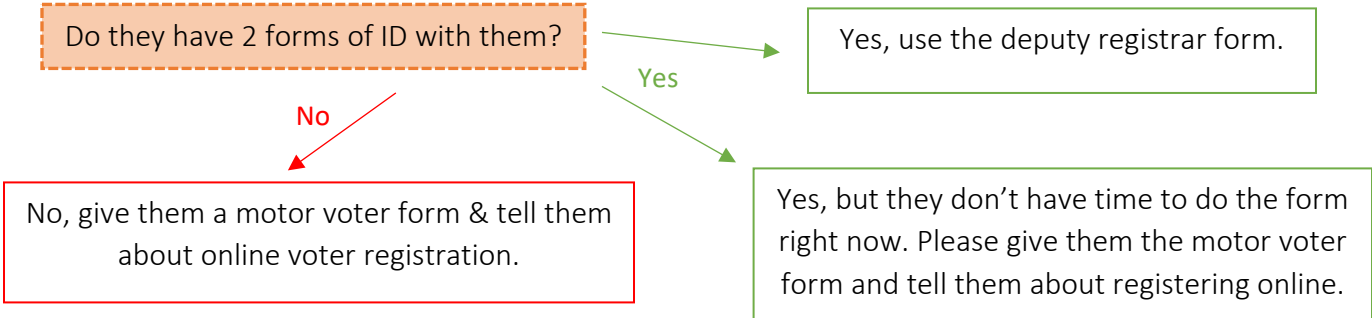 Do they have 2 forms of ID with them?
Yes, use the deputy registrar form.
Yes
No
No, give them a motor voter form & tell them
about online voter registration.
Yes, but they don’t have time to do the form
right now. Please give them the motor voter
form and tell them about registering online.